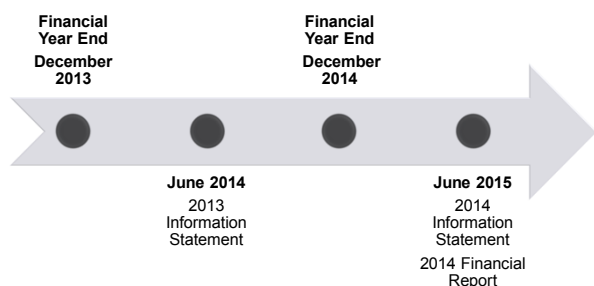 Financial
Year End
December
2013
Financial
Year End
December
2014
June 2014
2013
Information
Statement
June 2015
2014
Information
Statement
2014 Financial
Report